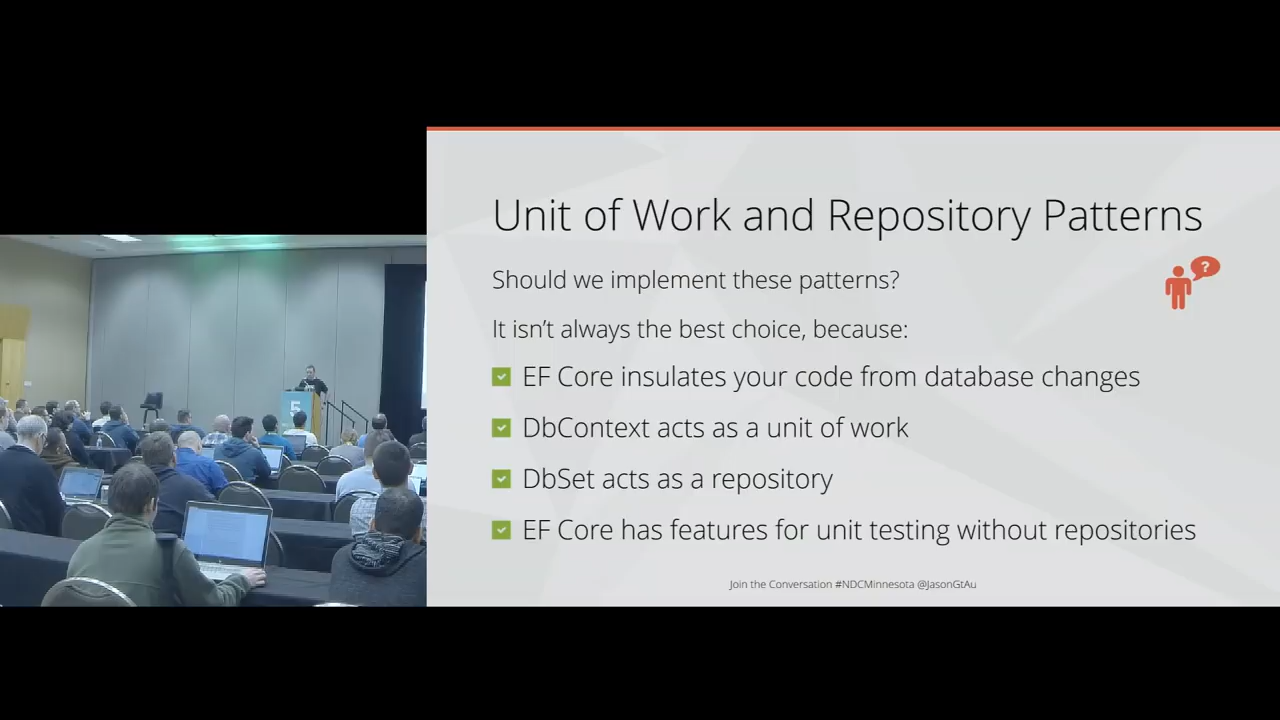 Unit of Work and Repository Patterns
Should we implement these patterns?
?
It isn't always the best choice, because:
EF Core insulates your code from database changes
DbContext acts as a unit of work
DbSet acts as a repository
EF Core has features for unit testing without repositories
Join the Conversation #NDCMinnesota @JasonGtAu
5